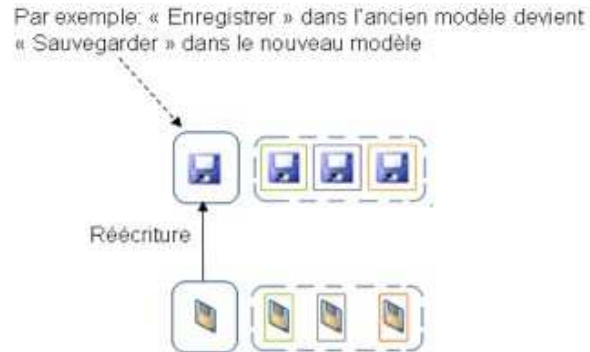 Par exemple: « Enregistrer » dans l'ancien modèle devient
« Sauvegarder » dans le nouveau modèle
Réécriture